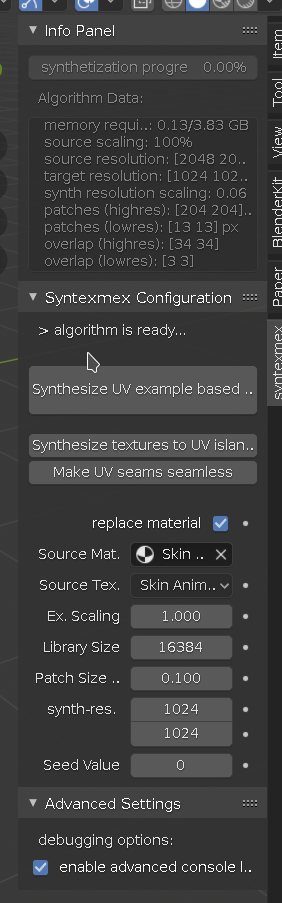 Info Panel
synthetization progre 0.00%
Algorithm Data:
memory requi..: 0.13/3.83 GB
source scaling: 100%
source resolution: [2048 20..
target resolution: [1024 102..
synth resolution scaling: 0.06
patches (highres): [204 204]..
patches (lowres): [13 13] px
overlap (highres): [34 34]
overlap (lowres): [3 3]
Syntexmex Configuration
> algorithm is ready...
Synthesize UV example based ..
Synthesize textures to UV islan..
Make UV seams seamless
replace material
Source Mat. Skin ..
Source Tex. Skin Anim..
Ex. Scaling 1.000
Library Size 16384
Patch Size .. 0.100
synth-res. 1024
1024
Seed Value 0
Advanced Settings
debugging options:
enable advanced console l..
Item
Tool
View
BlenderKit
Paper
syntexmex